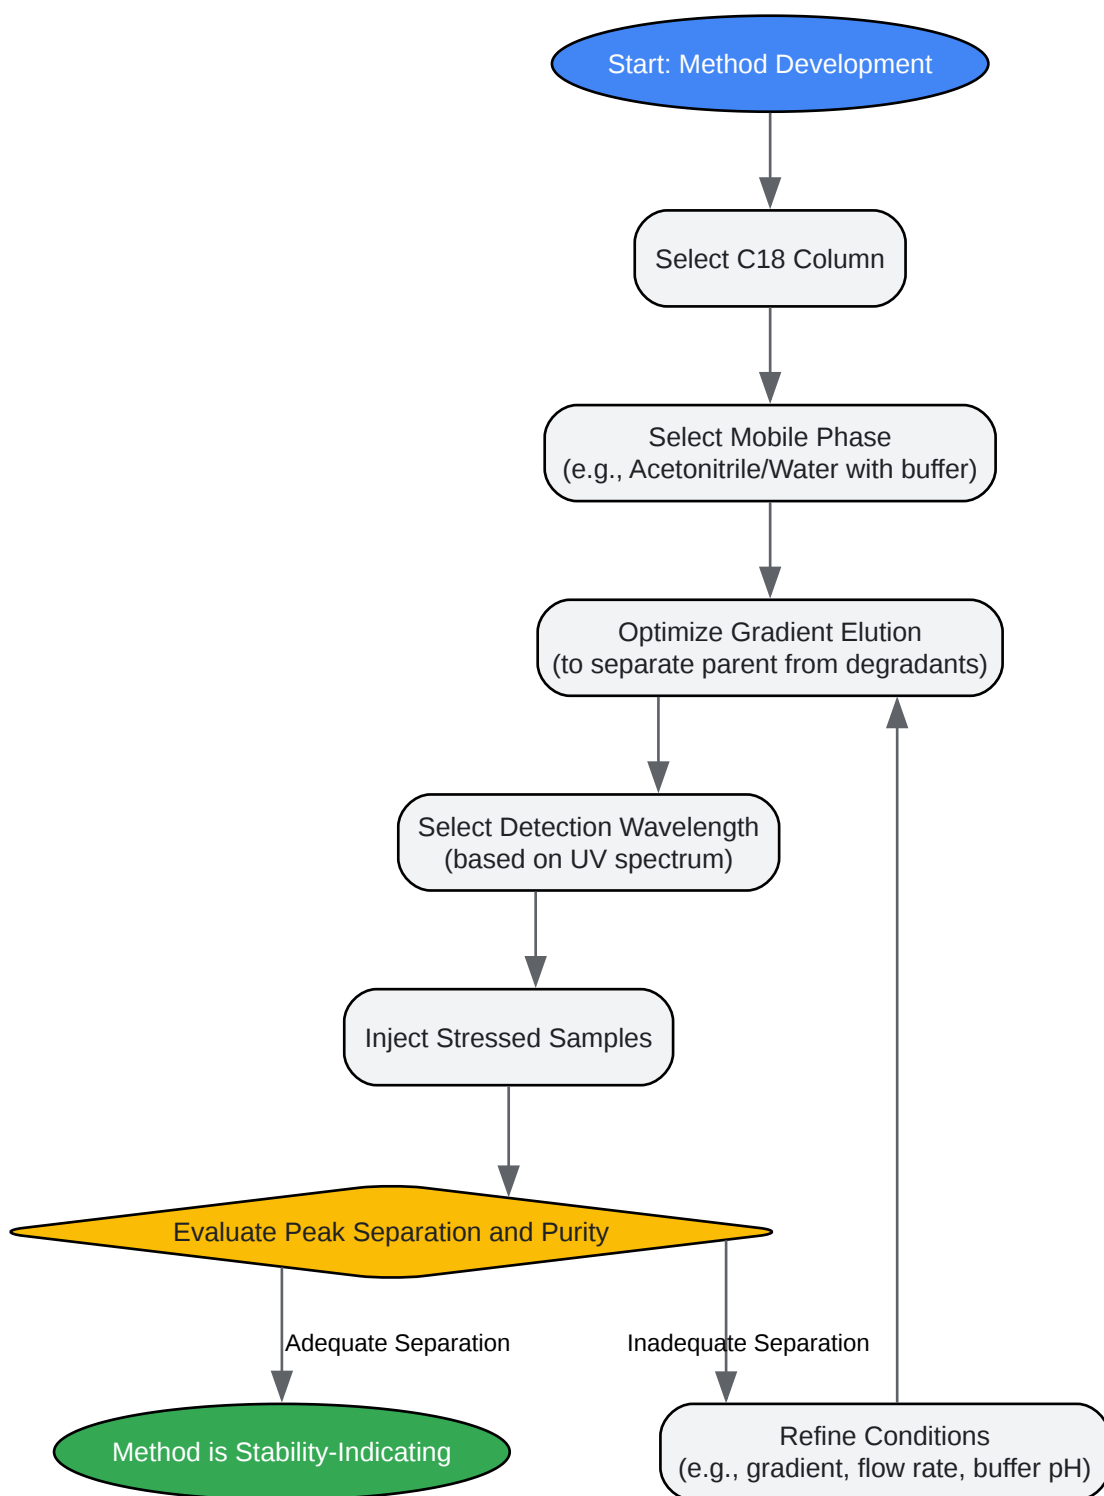 Start: Method Development
Select C18 Column
Select Mobile Phase
(e.g., Acetonitrile/Water with buffer)
Optimize Gradient Elution
(to separate parent from degradants)
Select Detection Wavelength
(based on UV spectrum)
Inject Stressed Samples
Evaluate Peak Separation and Purity
Adequate Separation
Inadequate Separation
Method is Stability-Indicating
Refine Conditions
(e.g., gradient, flow rate, buffer pH)